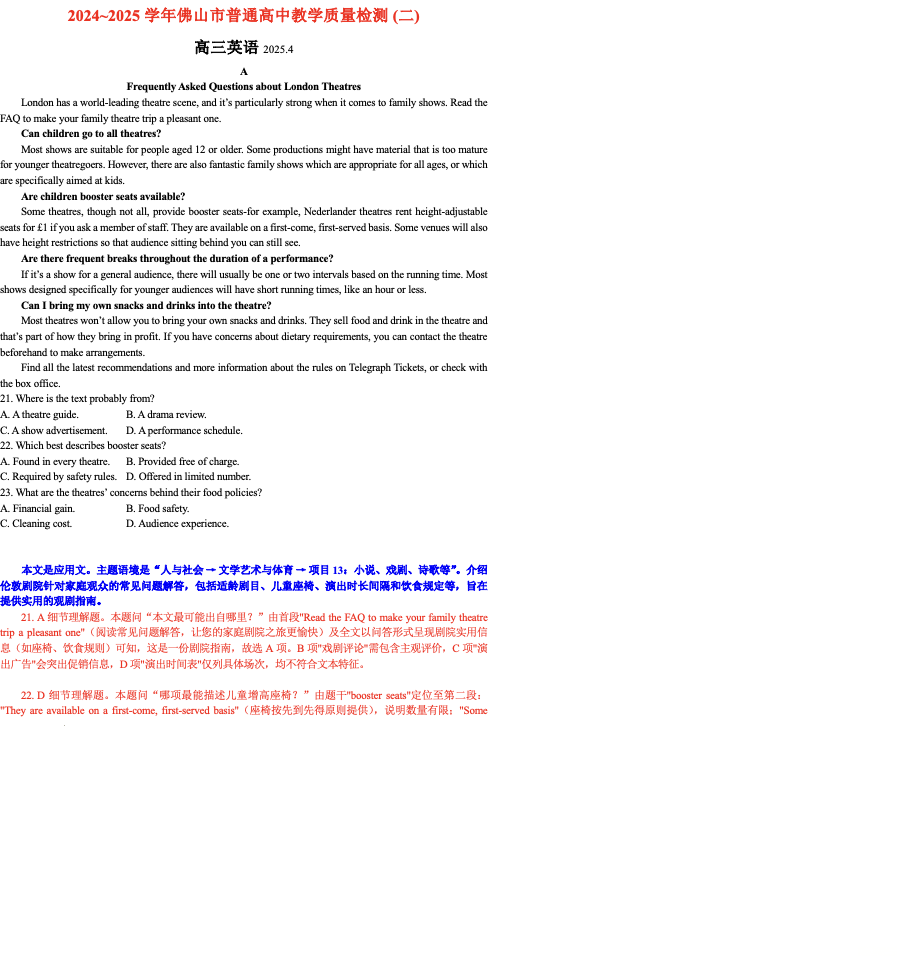 2024~2025 学年佛山市普通高中教学质量检测 (二)
高三英语 2025.4
A
Frequently Asked Questions about London Theatres
London has a world-leading theatre scene, and it's particularly strong when it comes to family shows. Read the
FAQ to make your family theatre trip a pleasant one.
Can children go to all theatres?
Most shows are suitable for people aged 12 or older. Some productions might have material that is too mature
for younger theatregoers. However, there are also fantastic family shows which are appropriate for all ages, or which
are specifically aimed at kids.
Are children booster seats available?
Some theatres, though not all, provide booster seats-for example, Nederlander theatres rent height-adjustable
seats for £1 if you ask a member of staff. They are available on a first-come, first-served basis. Some venues will also
have height restrictions so that audience sitting behind you can still see.
Are there frequent breaks throughout the duration of a performance?
If it's a show for a general audience, there will usually be one or two intervals based on the running time. Most
shows designed specifically for younger audiences will have short running times, like an hour or less.
Can I bring my own snacks and drinks into the theatre?
Most theatres won't allow you to bring your own snacks and drinks. They sell food and drink in the theatre and
that's part of how they bring in profit. If you have concerns about dietary requirements, you can contact the theatre
beforehand to make arrangements.
Find all the latest recommendations and more information about the rules on Telegraph Tickets, or check with
the box office.
21. Where is the text probably from?
A. A theatre guide. B. A drama review.
C. A show advertisement. D. A performance schedule.
22. Which best describes booster seats?
A. Found in every theatre. B. Provided free of charge.
C. Required by safety rules. D. Offered in limited number.
23. What are the theatres' concerns behind their food policies?
A. Financial gain. B. Food safety.
C. Cleaning cost. D. Audience experience.
本文是应用文。主题语境是“人与社会→文学艺术与体育→项目 13：小说、戏剧、诗歌等”。介绍
伦敦剧院针对家庭观众的常见问题解答，包括适龄剧目、儿童座椅、演出时长间隔和饮食规定等，旨在
提供实用的观剧指南。
21. A 细节理解题。本题问“本文最可能出自哪里？”由首段"Read the FAQ to make your family theatre
trip a pleasant one"（阅读常见问题解答，让您的家庭剧院之旅更愉快）及全文以问答形式呈现剧院实用信
息（如座椅、饮食规则）可知，这是一份剧院指南，故选 A 项。B 项"戏剧评论"需包含主观评价，C 项"演
出广告"会突出促销信息，D 项"演出时间表"仅列具体场次，均不符合文本特征。
22. D 细节理解题。本题问“哪项最能描述儿童增高座椅？”由题干"booster seats"定位至第二段：
"They are available on a first-come, first-served basis"（座椅按先到先得原则提供），说明数量有限；"Some